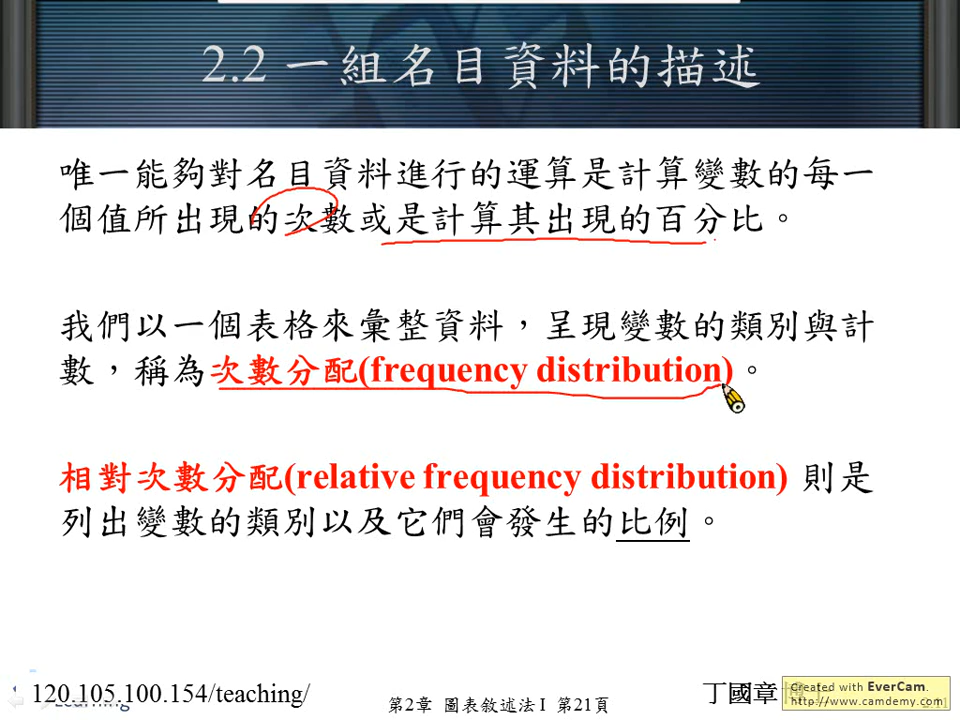 2.2 一組名目資料的描述
唯一能夠對名目資料進行的運算是計算變數的每一
個值所出現的次數或是計算其出現的百分比。
我們以一個表格來彙整資料，呈現變數的類別與計
數，稱為次數分配(frequency distribution)。
相對次數分配(relative frequency distribution) 則是
列出變數的類別以及它們會發生的比例。
120.105.100.154/teaching/
Learning
第2章 圖表敘述法 I 第21頁
丁國章 博
Created with EverCam.
http://www.camdemy.com